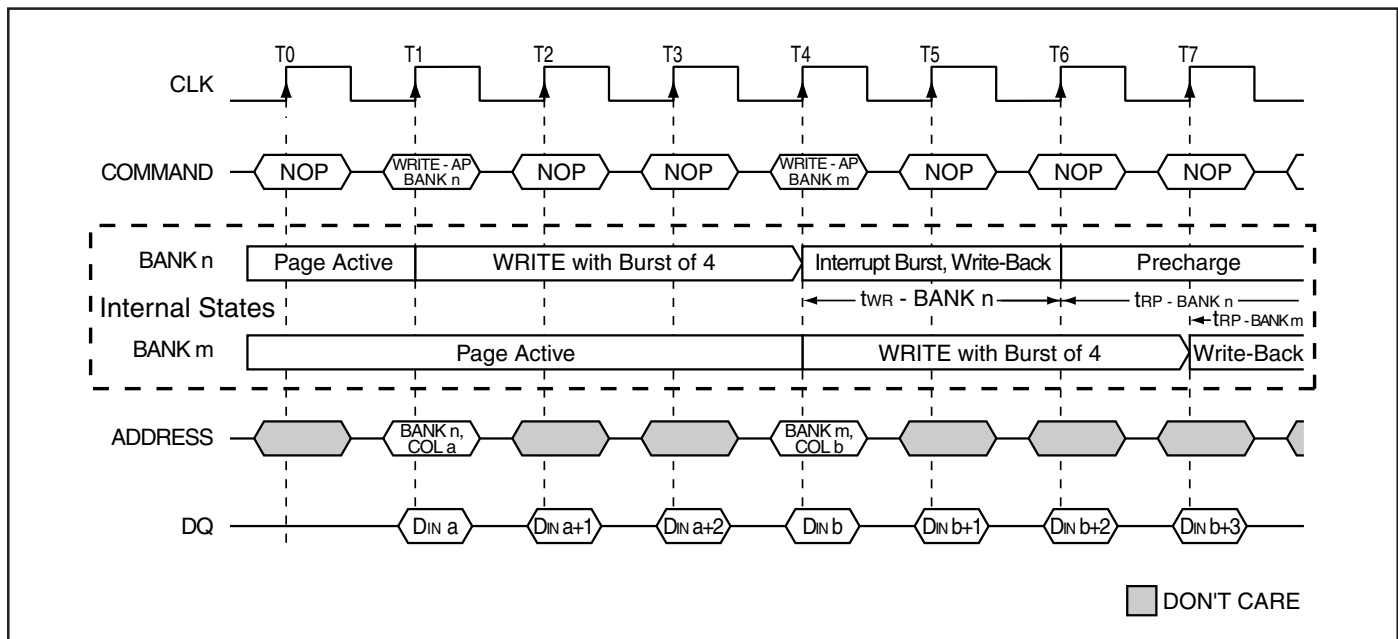 T0 T1 T2 T3 T4 T5 T6 T7
CLK
COMMAND NOP WRITE - AP BANK n NOP NOP WRITE - AP BANK m NOP NOP NOP
BANK n Page Active WRITE with Burst of 4 Interrupt Burst, Write-Back Precharge
Internal States tWR - BANK n tRP - BANK n
tRP - BANK m
BANK m Page Active WRITE with Burst of 4 Write-Back
ADDRESS BANK n, COL a BANK m, COL b
DQ DIN a DIN a+1 DIN a+2 DIN b DIN b+1 DIN b+2 DIN b+3
DON'T CARE